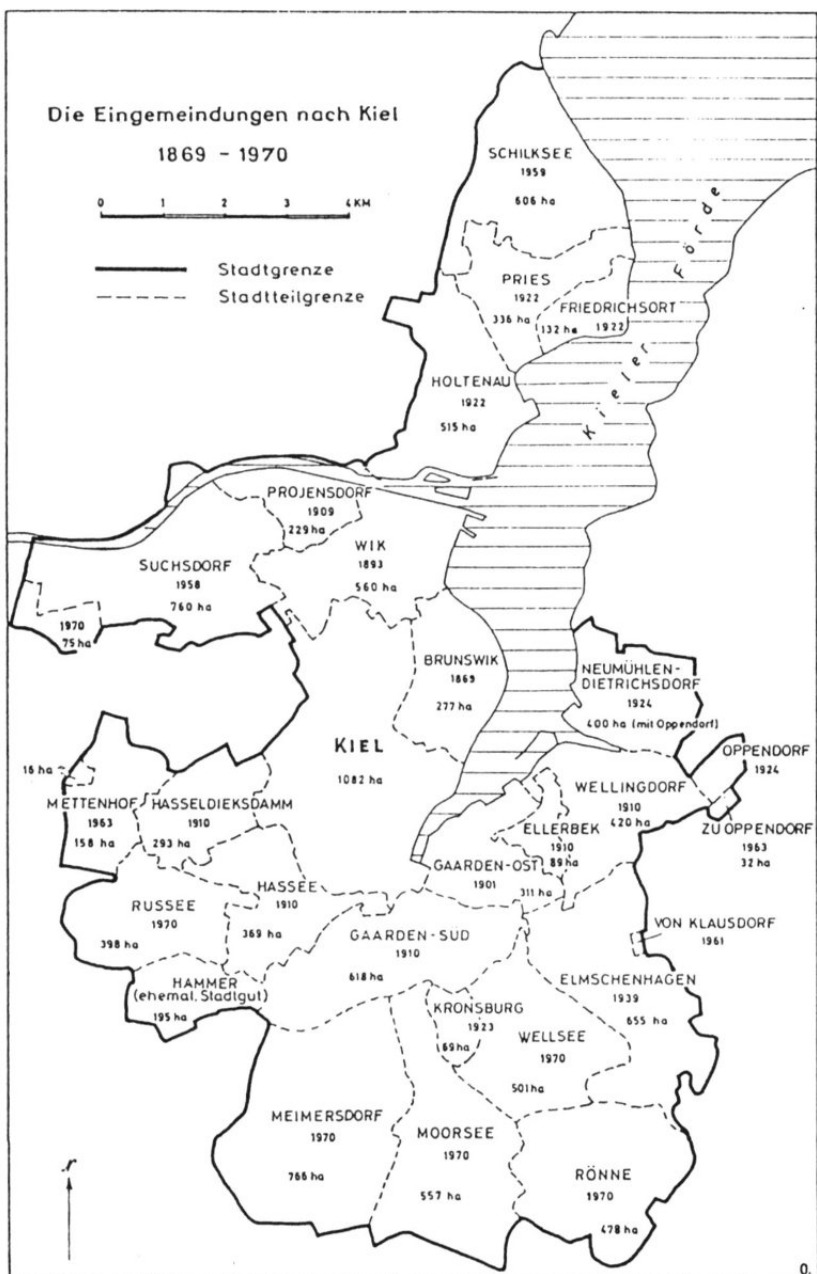 Die Eingemeindungen nach Kiel
1869 - 1970
0 1 2 3 4 KM
Stadtgrenze
Stadtteilgrenze
SCHILKSEE
1959
606 ha
Kieler Förde
PRIES
1922
336 ha
FRIEDRICHSORT
132 ha
1922
HOLTENAU
1922
515 ha
PROJENSDORF
1909
229 ha
WIK
1893
560 ha
SUCHSDORF
1958
760 ha
1970
75 ha
BRUNSWIK
1869
277 ha
NEUMÜHLEN-
DIETRICHSDORF
1924
400 ha (mit Oppendorf)
OPPENDORF
1924
KIEL
1082 ha
16 ha
METTENHOF
1963
158 ha
HASSELDIEKSDAMM
1910
293 ha
WELLINGDORF
1910
420 ha
ZU OPPENDORF
1963
32 ha
ELLERBEK
1910
89 ha
GAARDEN-OST
1901
311 ha
HASSEE
1910
369 ha
RUSSEE
1970
398 ha
GAARDEN-SÜD
1910
618 ha
VON KLAUSDORF
1961
HAMMER
(ehemal. Stadtgut)
195 ha
ELMSCHENHAGEN
1939
655 ha
KRONSBURG
1923
69 ha
WELLSEE
1970
501 ha
MEIMERSDORF
1970
766 ha
MOORSEE
1970
557 ha
RÖNNE
1970
478 ha
N
0.